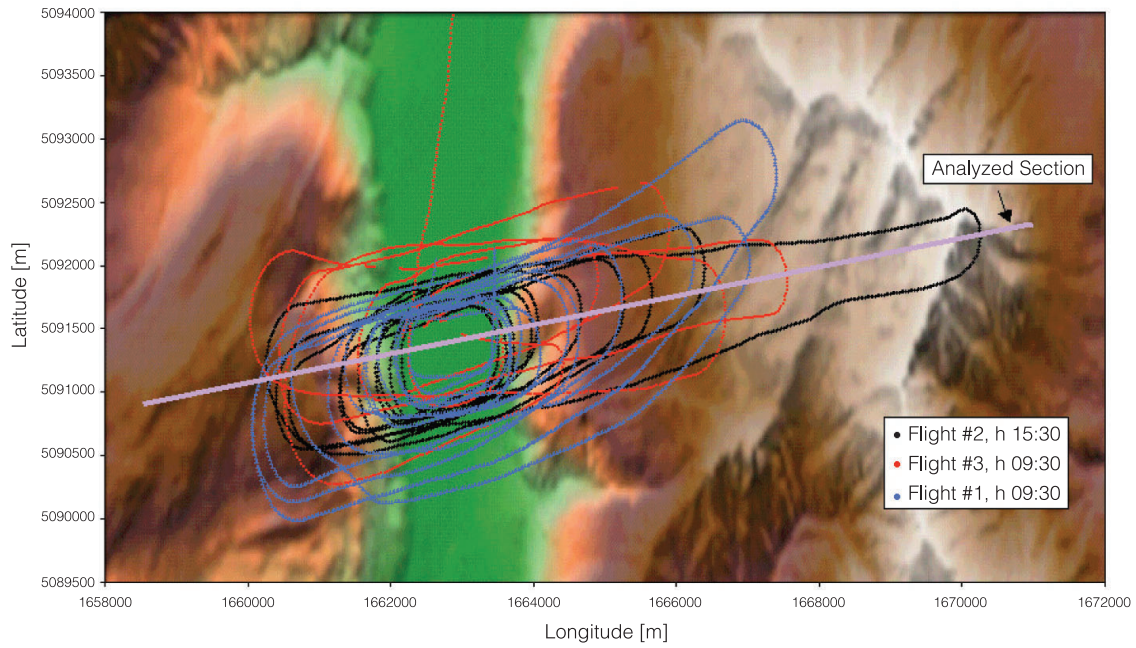 5094000
5093500
5093000
5092500
5092000
5091500
5091000
5090500
5090000
5089500
Latitude [m]
Analyzed Section
• Flight #2, h 15:30
• Flight #3, h 09:30
• Flight #1, h 09:30
1658000 1660000 1662000 1664000 1666000 1668000 1670000 1672000
Longitude [m]